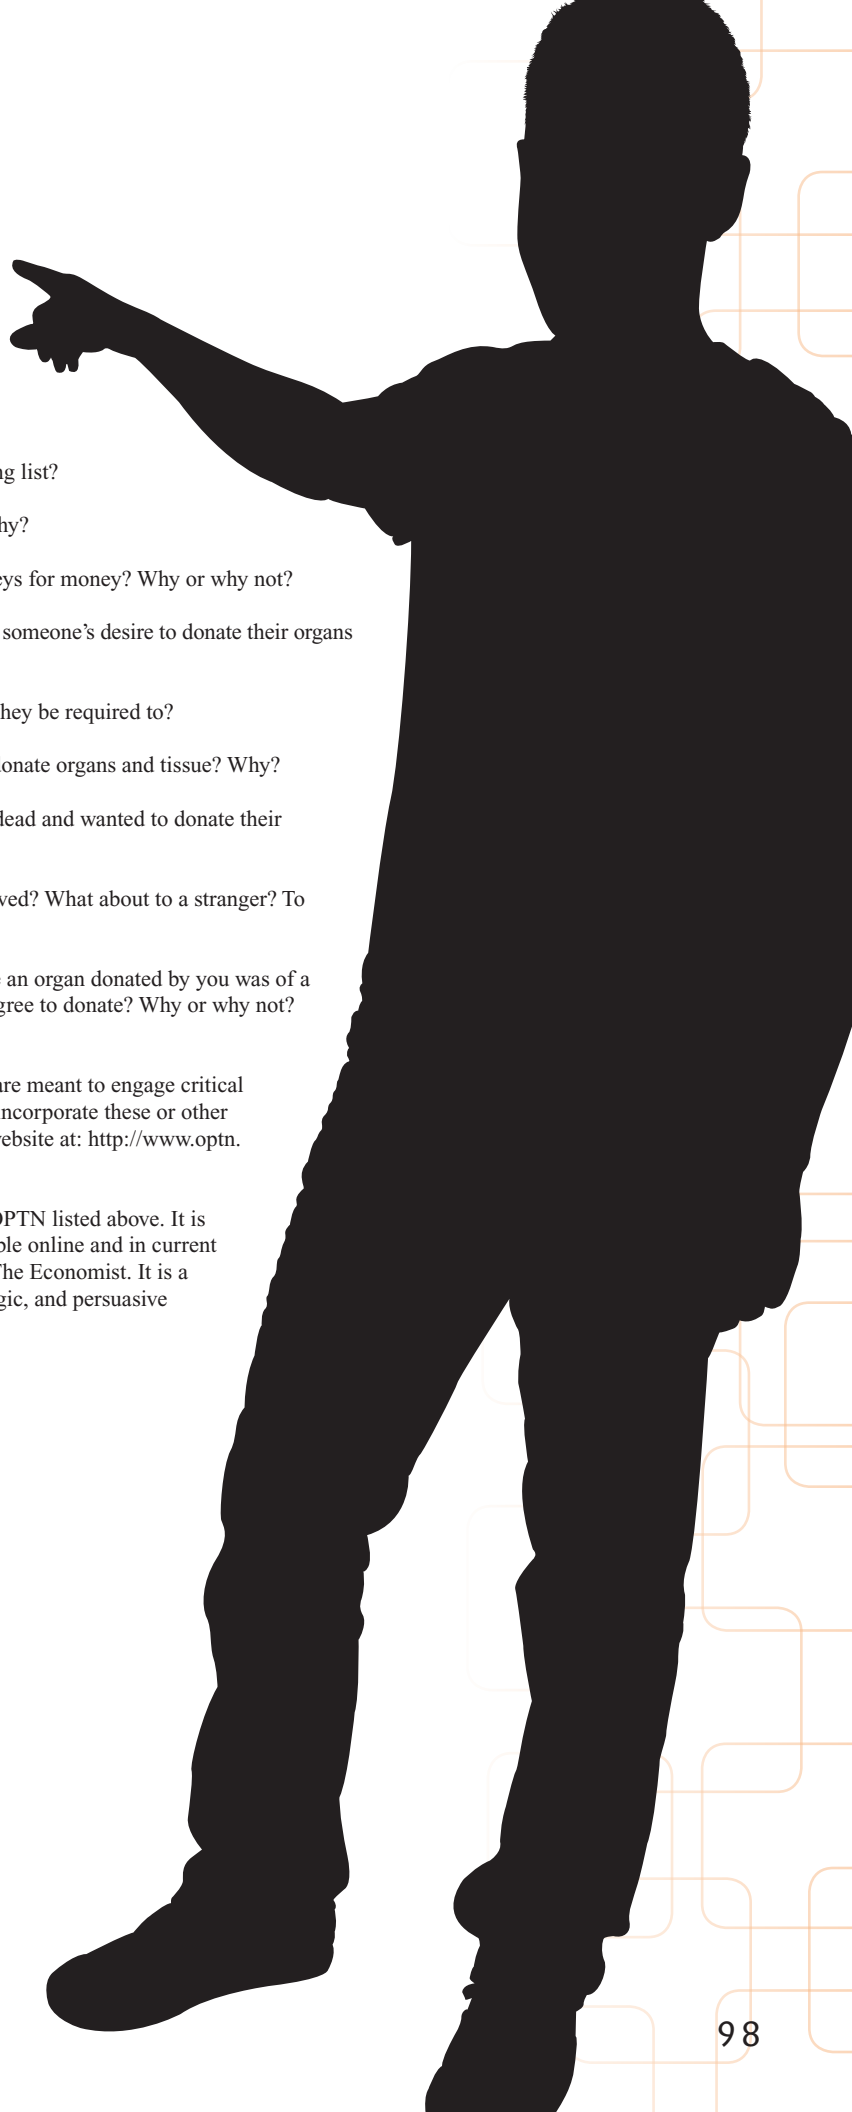 ng list?
hy?
eys for money? Why or why not?
someone’s desire to donate their organs
hey be required to?
donate organs and tissue? Why?
dead and wanted to donate their
ved? What about to a stranger? To
e an organ donated by you was of a
gree to donate? Why or why not?
are meant to engage critical
incorporate these or other
website at: http://www.optn.
OPTN listed above. It is
ble online and in current
The Economist. It is a
gic, and persuasive
98